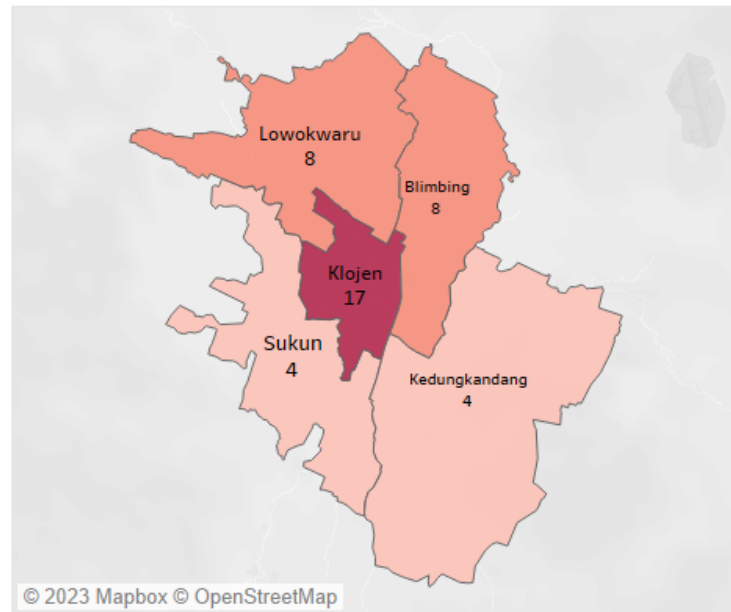 Lowokwaru
8
Blimbing
8
Klojen
17
Sukun
4
Kedungkandang
4
© 2023 Mapbox © OpenStreetMap